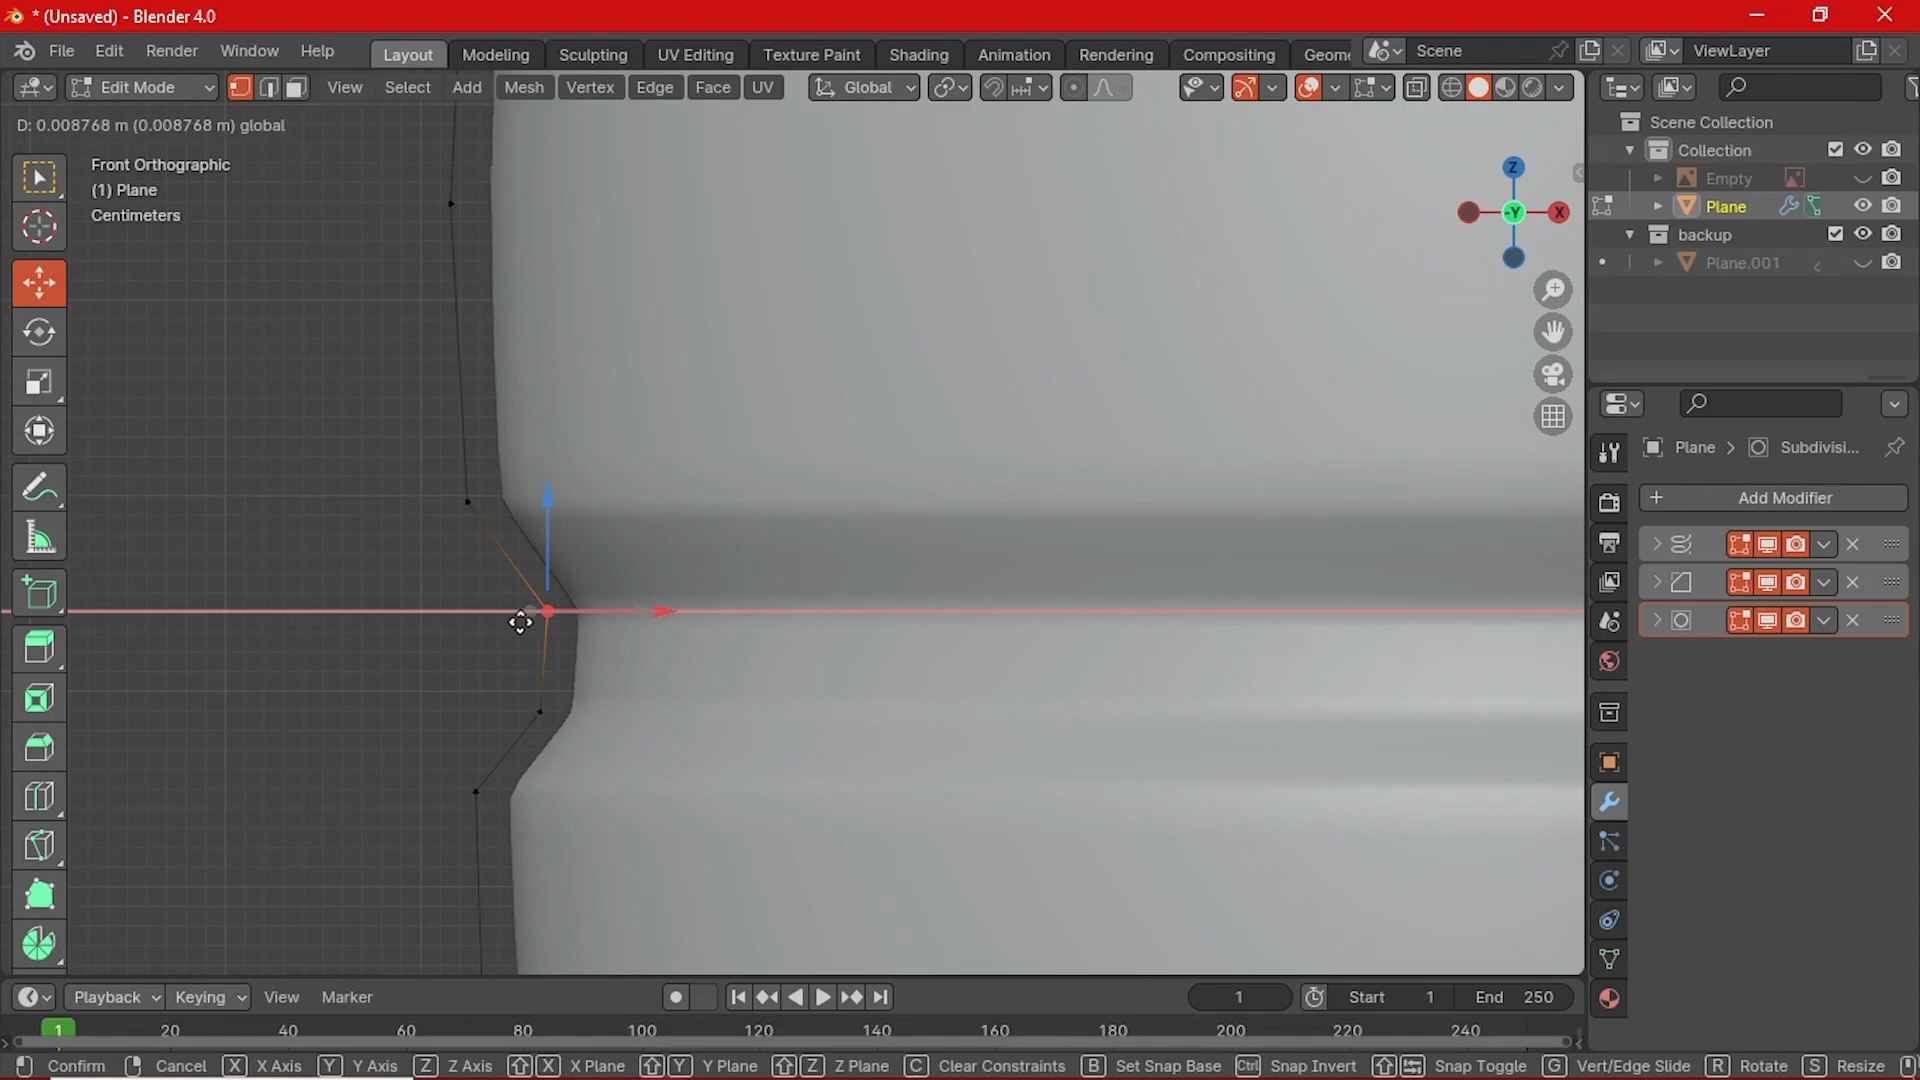 * (Unsaved) - Blender 4.0
File Edit Render Window Help Layout Modeling Sculpting UV Editing Texture Paint Shading Animation Rendering Compositing Geome Scene ViewLayer
Edit Mode View Select Add Mesh Vertex Edge Face UV Global
D: 0.008768 m (0.008768 m) global
Front Orthographic
(1) Plane
Centimeters
Z
-Y X
Scene Collection
Collection
Empty
Plane
backup
Plane.001
Plane > Subdivisi...
+ Add Modifier
Playback Keying View Marker 1 Start 1 End 250
1 20 40 60 80 100 120 140 160 180 200 220 240
Confirm Cancel X X Axis Y Y Axis Z Z Axis X X Plane Y Y Plane Z Z Plane C Clear Constraints B Set Snap Base Ctrl Snap Invert Snap Toggle G Vert/Edge Slide R Rotate S Resize